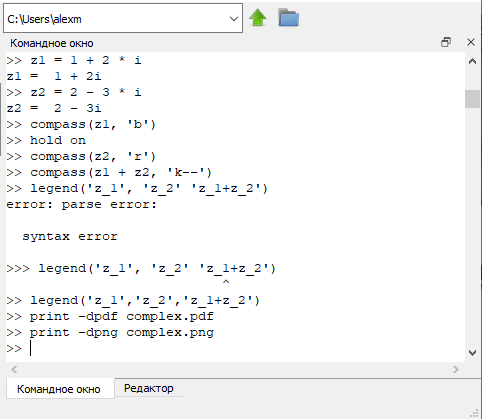 C:\Users\alexm
Командное окно
>> z1 = 1 + 2 * i
z1 =  1 + 2i
>> z2 = 2 - 3 * i
z2 =  2 - 3i
>> compass(z1, 'b')
>> hold on
>> compass(z2, 'r')
>> compass(z1 + z2, 'k--')
>> legend('z_1', 'z_2' 'z_1+z_2')
error: parse error:
syntax error
>>> legend('z_1', 'z_2' 'z_1+z_2')
^
>> legend('z_1','z_2','z_1+z_2')
>> print -dpdf complex.pdf
>> print -dpng complex.png
>>
Командное окно Редактор